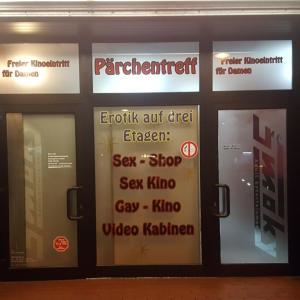 Freier Kinoeintritt
für Damen
Pärchentreff
Freier Kinoeintritt
für Damen
Erotik auf drei
Etagen:
Sex - Shop
Sex Kino
Gay - Kino
Video Kabinen